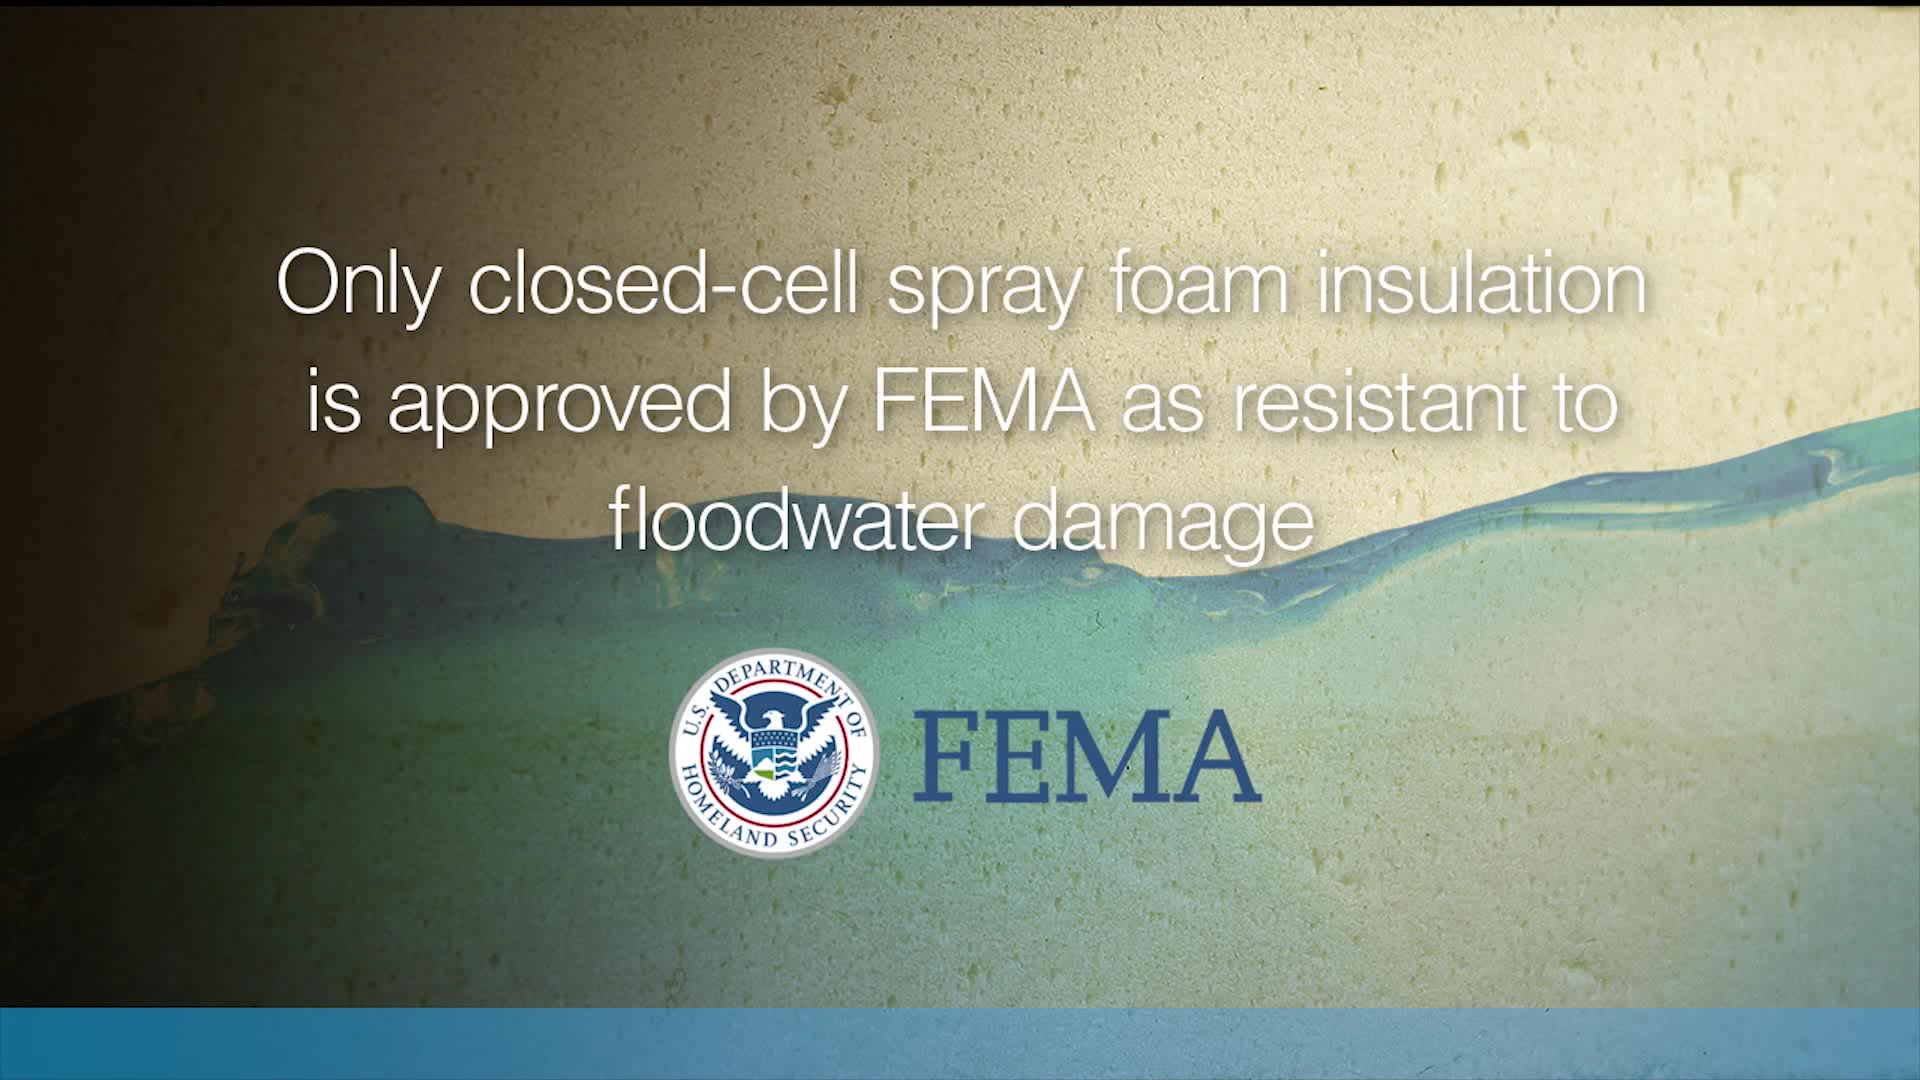 Only closed-cell spray foam insulation
is approved by FEMA as resistant to
floodwater damage
U.S. DEPARTMENT OF
HOMELAND SECURITY
FEMA